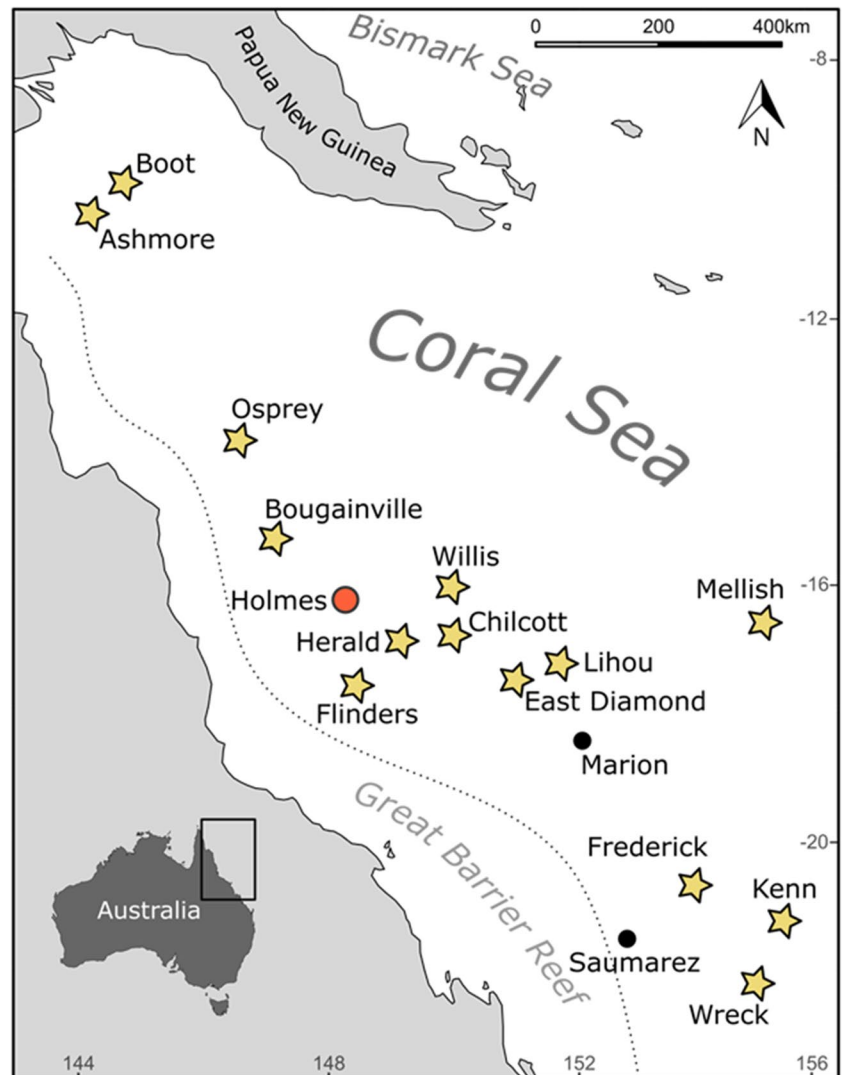 0 200 400km
Bismark Sea
-8
Papua New Guinea
N
Boot
Ashmore
-12
Coral Sea
Osprey
Bougainville
Willis
-16
Mellish
Holmes
Chilcott
Herald
Lihou
East Diamond
Flinders
Marion
Great Barrier Reef
-20
Frederick
Kenn
Australia
Saumarez
Wreck
144 148 152 156